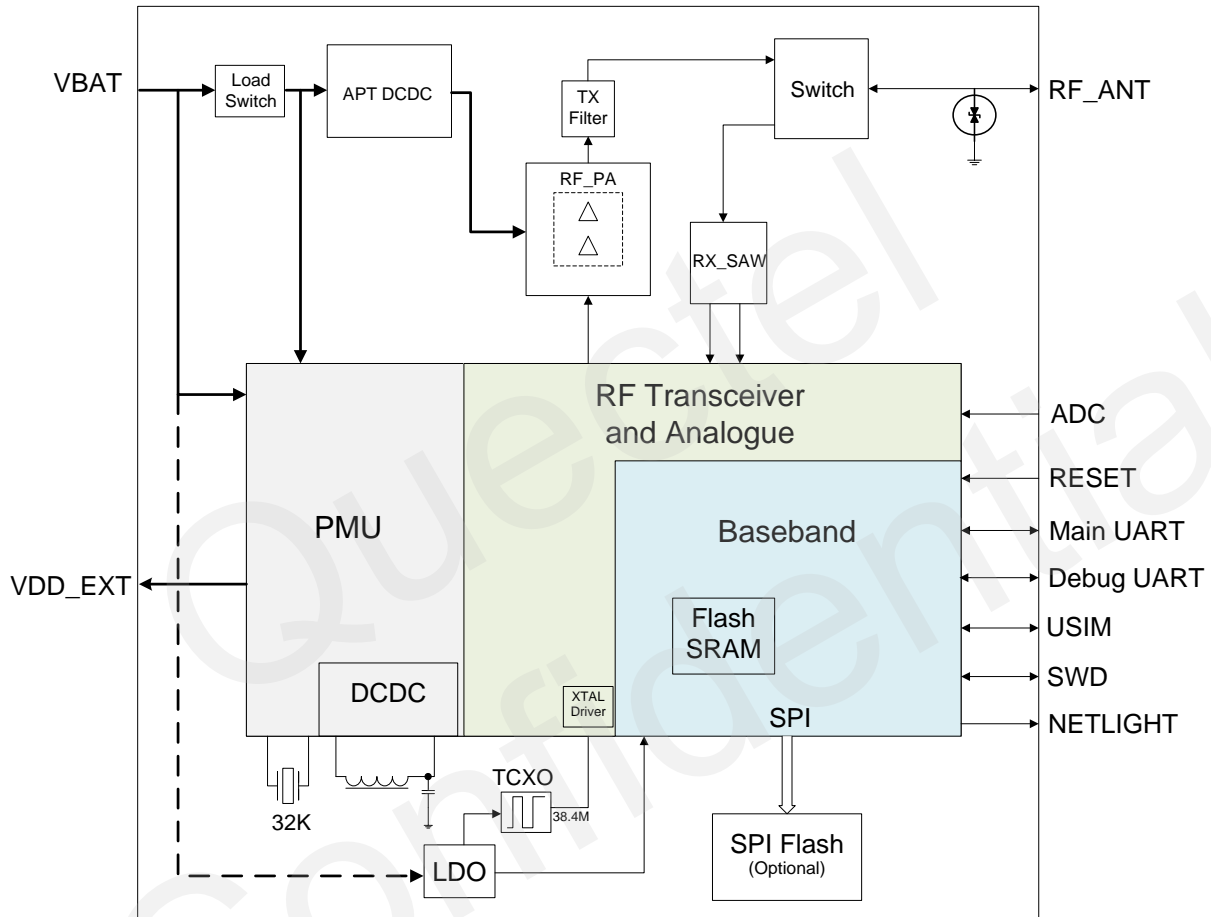 VBAT
Load
Switch
APT DCDC
TX
Filter
Switch
RF_ANT
RF_PA
RX_SAW
RF Transceiver
and Analogue
ADC
RESET
PMU
Baseband
Main UART
VDD_EXT
Debug UART
Flash
SRAM
USIM
DCDC
XTAL
Driver
SWD
SPI
NETLIGHT
TCXO
38.4M
32K
LDO
SPI Flash
(Optional)
Quectel
Confidential